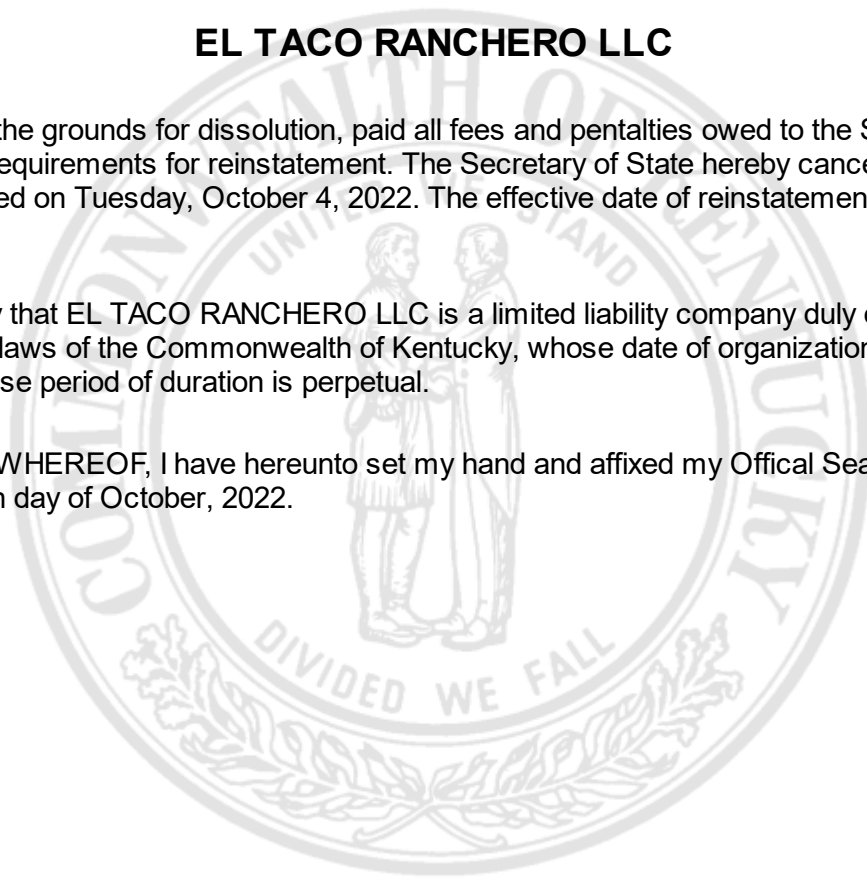 EL TACO RANCHERO LLC
the grounds for dissolution, paid all fees and pentalties owed to the S
equirements for reinstatement. The Secretary of State hereby cance
ed on Tuesday, October 4, 2022. The effective date of reinstatemen
y that EL TACO RANCHERO LLC is a limited liability company duly
laws of the Commonwealth of Kentucky, whose date of organization
se period of duration is perpetual.
WHEREOF, I have hereunto set my hand and affixed my Offical Sea
h day of October, 2022.
COMMONWEALTH OF KENTUCKY
UNITED WE STAND
DIVIDED WE FALL